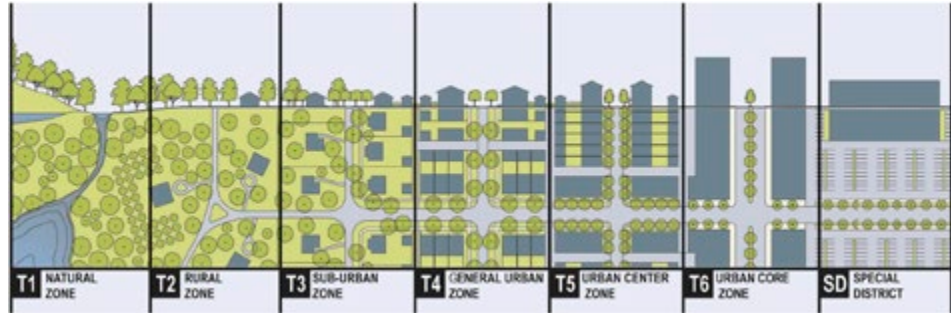 T1 NATURAL
ZONE
T2 RURAL
ZONE
T3 SUB-URBAN
ZONE
T4 GENERAL URBAN
ZONE
T5 URBAN CENTER
ZONE
T6 URBAN CORE
ZONE
SD SPECIAL
DISTRICT